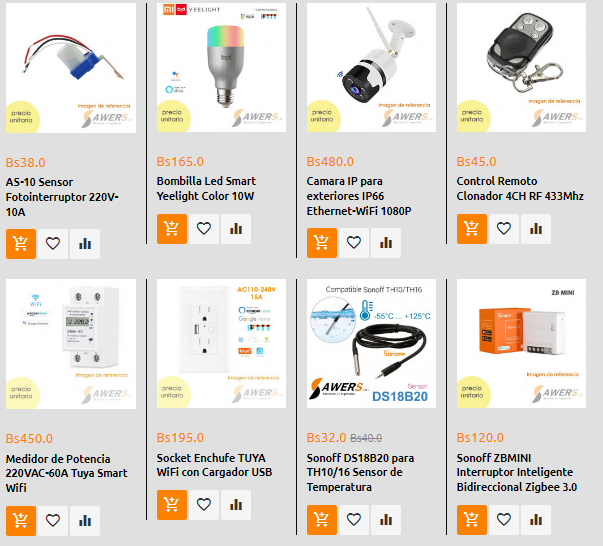 precio
unitario
Imagen de referencia
SAWERS
Bs38.0
AS-10 Sensor
Fotointerruptor 220V-
10A
mi
YEELIGHT
precio
unitario
SAWERS
Bs165.0
Bombilla Led Smart
Yeelight Color 10W
precio
unitario
Imagen de referencia
SAWERS
Bs480.0
Camara IP para
exteriores IP66
Ethernet-WiFi 1080P
precio
unitario
Imagen de referencia
SAWERS
Bs45.0
Control Remoto
Clonador 4CH RF 433Mhz
WiFi
precio
unitario
Imagen de referencia
SAWERS
Bs450.0
Medidor de Potencia
220VAC-60A Tuya Smart
Wifi
AC110-240V
15A
precio
unitario
Imagen de referencia
SAWERS
Bs195.0
Socket Enchufe TUYA
WiFi con Cargador USB
Compatible Sonoff TH10/TH16
-55°C ... +125°C
SONOFF
SAWERS
Sensor
DS18B20
Bs32.0 Bs40.0
Sonoff DS18B20 para
TH10/16 Sensor de
Temperatura
ZB MINI
precio
unitario
Imagen de referencia
SAWERS
Bs120.0
Sonoff ZBMINI
Interruptor Inteligente
Bidireccional Zigbee 3.0